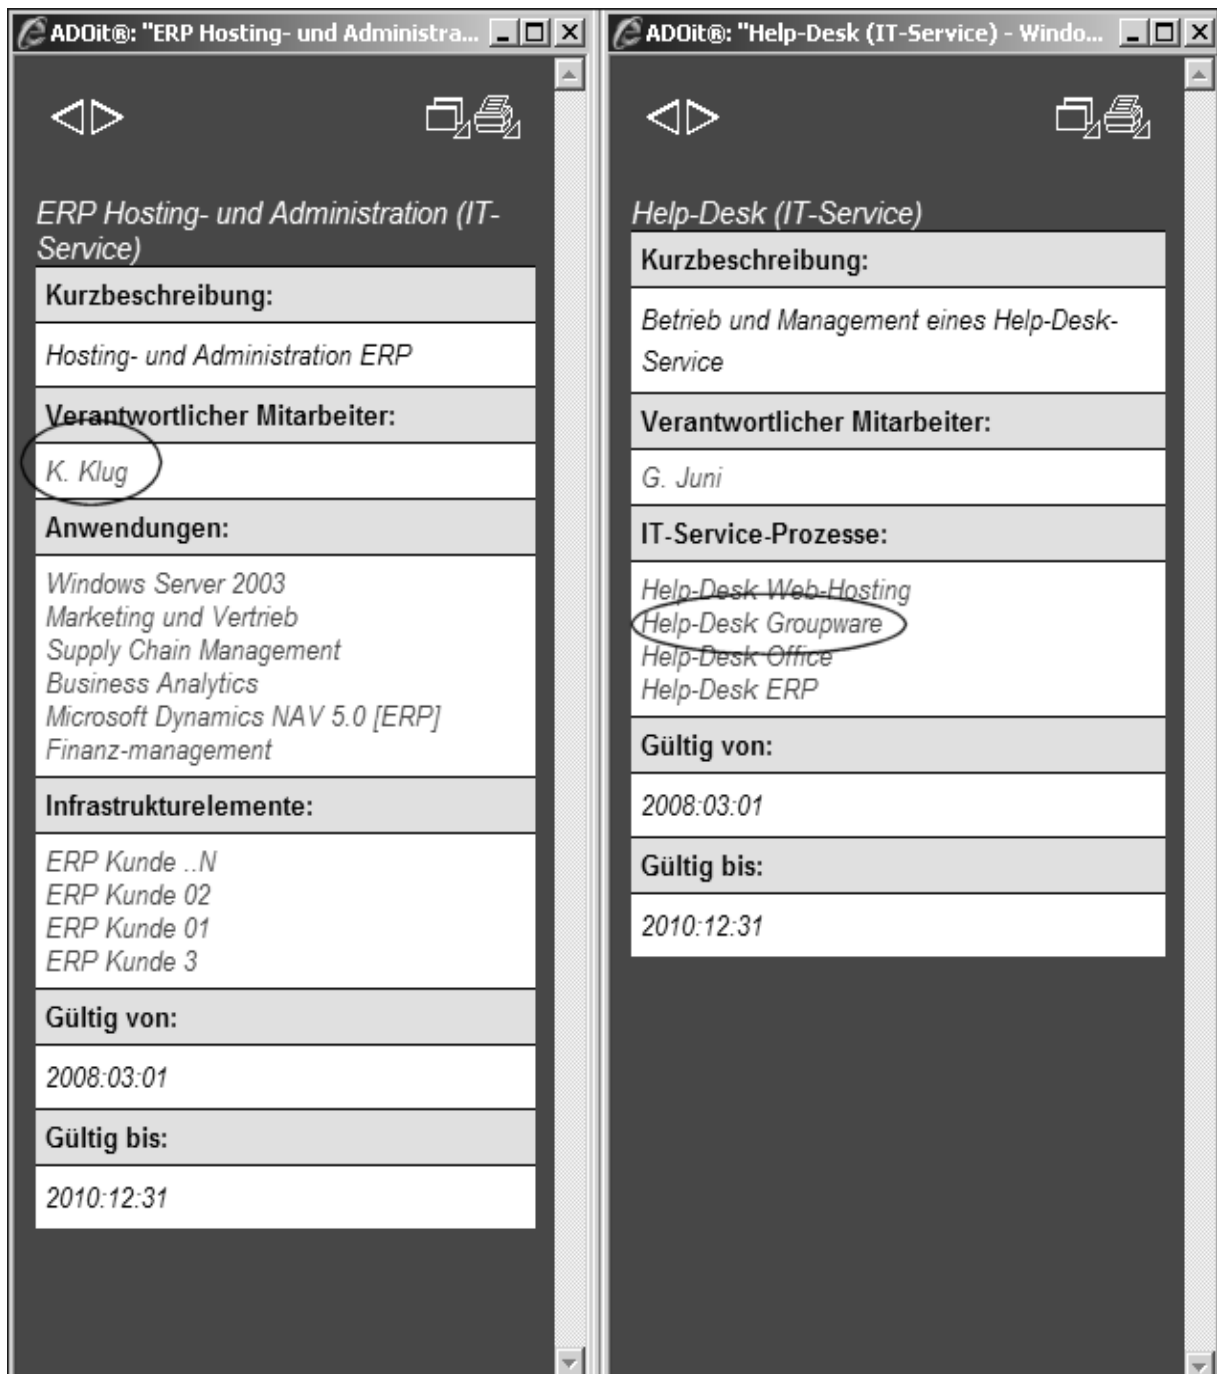 ADOit®: "ERP Hosting- und Administra...
ERP Hosting- und Administration (IT-
Service)
Kurzbeschreibung:
Hosting- und Administration ERP
Verantwortlicher Mitarbeiter:
K. Klug
Anwendungen:
Windows Server 2003
Marketing und Vertrieb
Supply Chain Management
Business Analytics
Microsoft Dynamics NAV 5.0 [ERP]
Finanz-management
Infrastrukturelemente:
ERP Kunde ..N
ERP Kunde 02
ERP Kunde 01
ERP Kunde 3
Gültig von:
2008:03:01
Gültig bis:
2010:12:31
ADOit®: "Help-Desk (IT-Service) - Windo...
Help-Desk (IT-Service)
Kurzbeschreibung:
Betrieb und Management eines Help-Desk-
Service
Verantwortlicher Mitarbeiter:
G. Juni
IT-Service-Prozesse:
Help-Desk Web-Hosting
Help-Desk Groupware
Help-Desk Office
Help-Desk ERP
Gültig von:
2008:03:01
Gültig bis:
2010:12:31